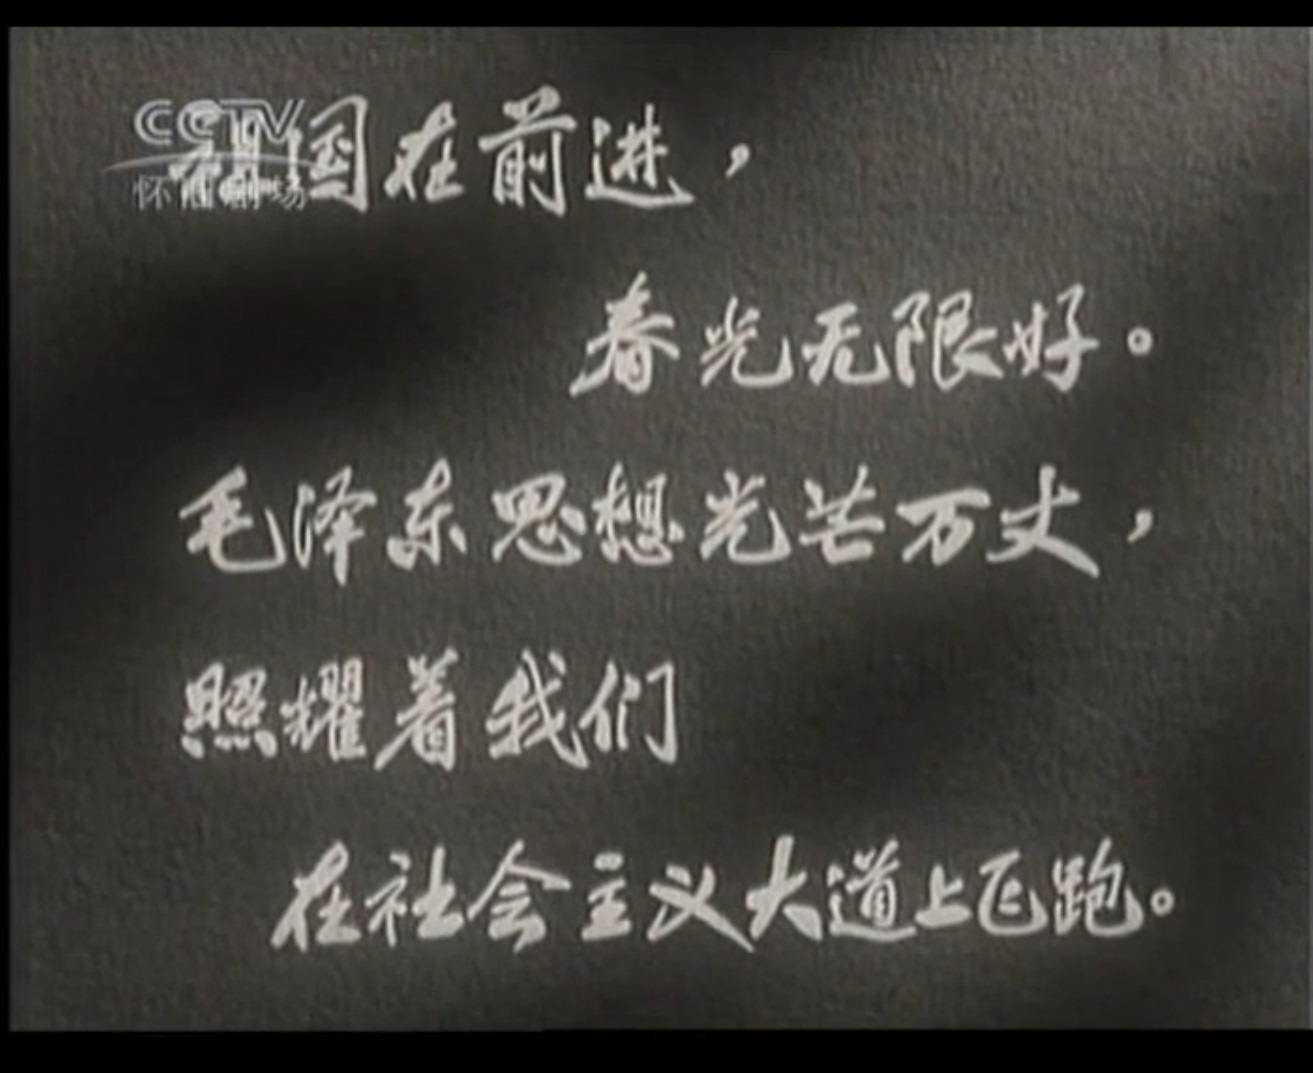 CCTV
怀旧剧场
祖国在前进，
春光无限好。
毛泽东思想光芒万丈，
照耀着我们
在社会主义大道上飞跑。